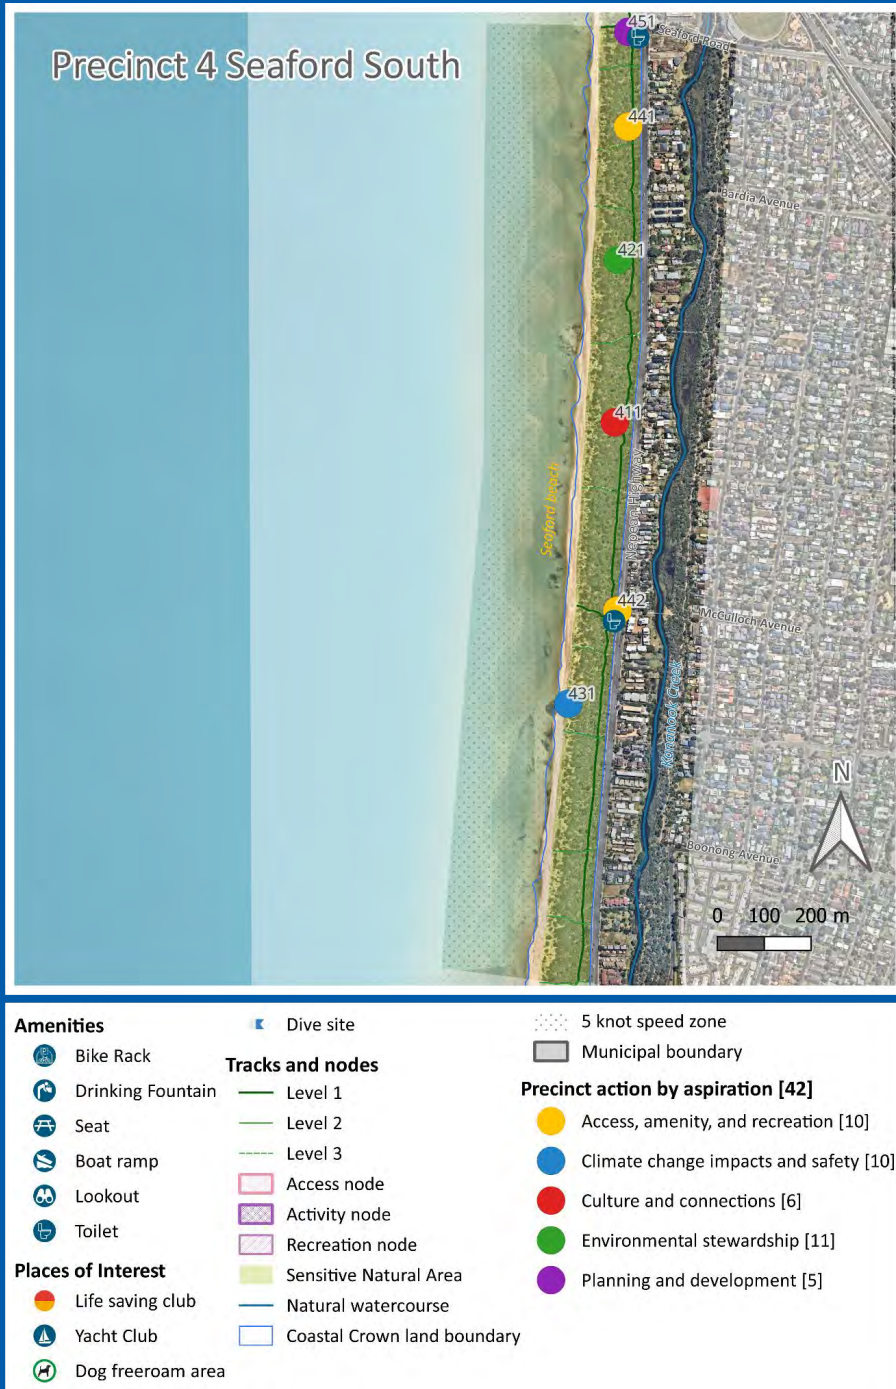 Precinct 4 Seaford South
451
Seaford Road
441
Bardia Avenue
421
411
Seaford Beach
Nepean Highway
442
McCulloch Avenue
431
Kananook Creek
N
Boonong Avenue
0 100 200 m
Amenities
Bike Rack
Drinking Fountain
Seat
Boat ramp
Lookout
Toilet
Places of Interest
Life saving club
Yacht Club
Dog freeroam area
Dive site
Tracks and nodes
Level 1
Level 2
Level 3
Access node
Activity node
Recreation node
Sensitive Natural Area
Natural watercourse
Coastal Crown land boundary
5 knot speed zone
Municipal boundary
Precinct action by aspiration [42]
Access, amenity, and recreation [10]
Climate change impacts and safety [10]
Culture and connections [6]
Environmental stewardship [11]
Planning and development [5]